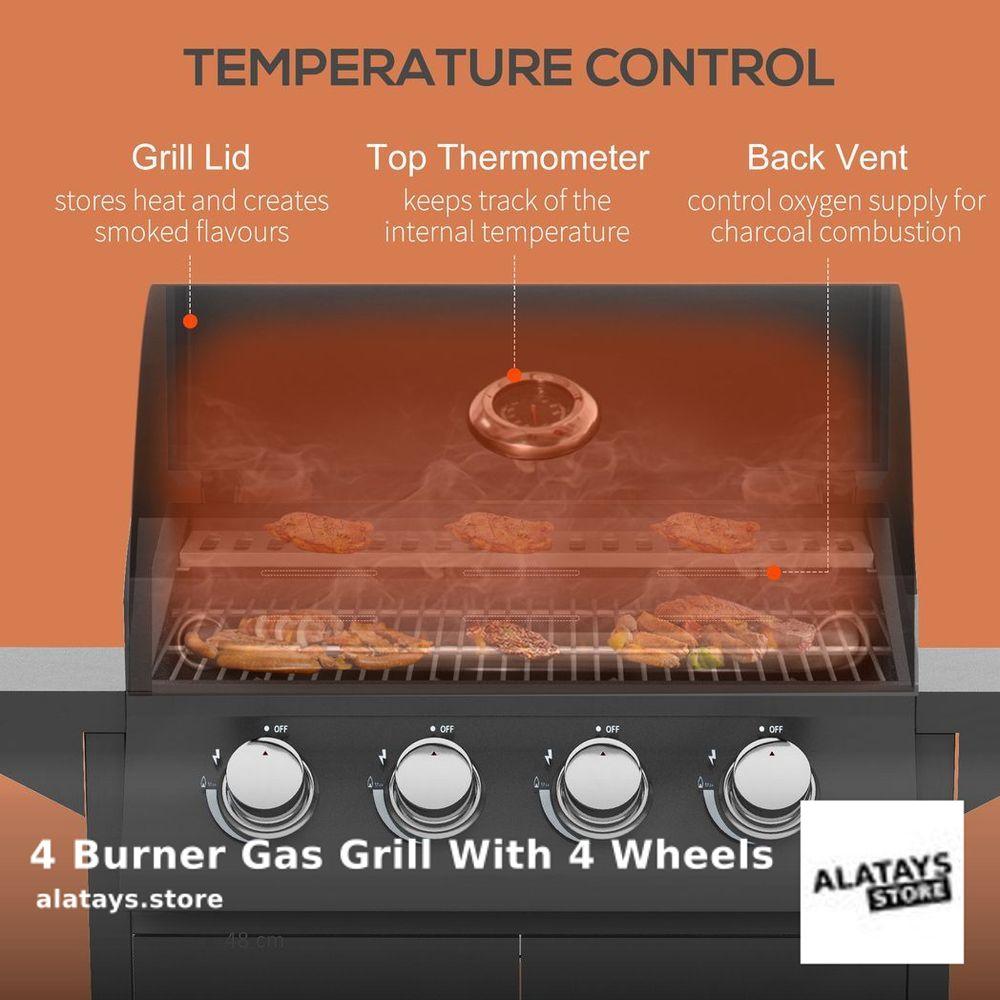 TEMPERATURE CONTROL
Grill Lid
stores heat and creates
smoked flavours
Top Thermometer
keeps track of the
internal temperature
Back Vent
control oxygen supply for
charcoal combustion
OFF
OFF
OFF
OFF
4 Burner Gas Grill With 4 Wheels
alatays.store
ALATAYS
STORE
48 cm